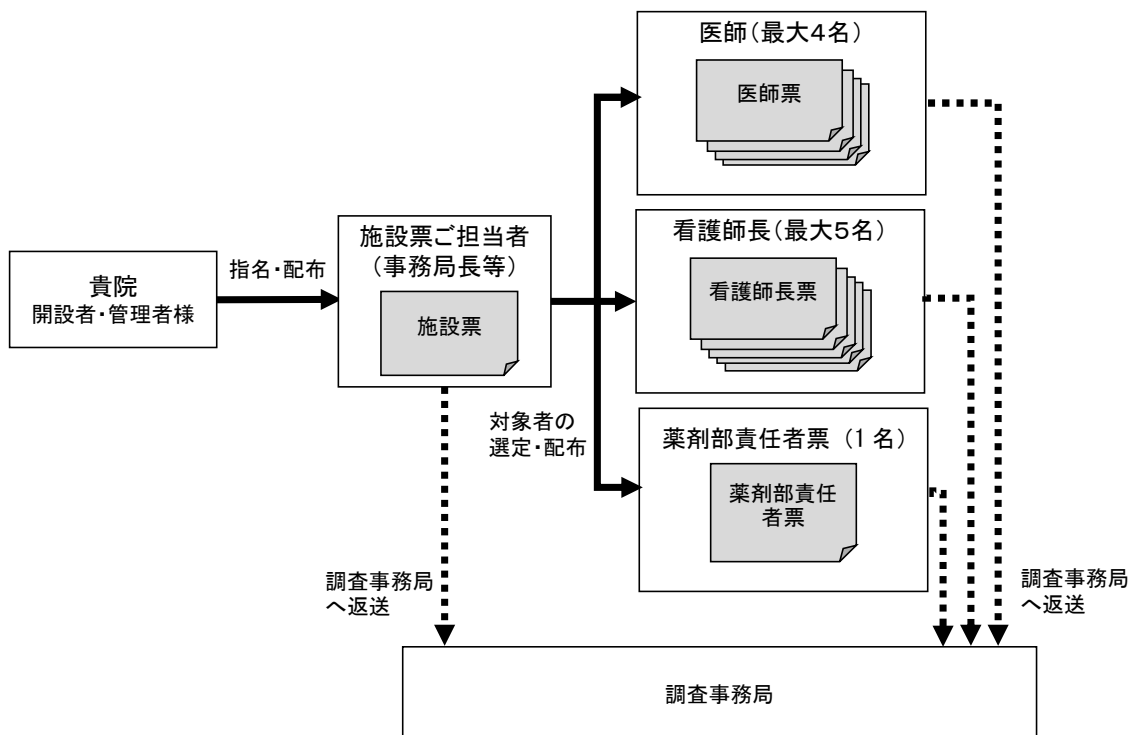 貴院
開設者・管理者様
指名・配布
施設票ご担当者
（事務局長等）
施設票
対象者の
選定・配布
医師（最大４名）
医師票
看護師長（最大５名）
看護師長票
薬剤部責任者票（1 名）
薬剤部責任
者票
調査事務局
へ返送
調査事務局
へ返送
調査事務局